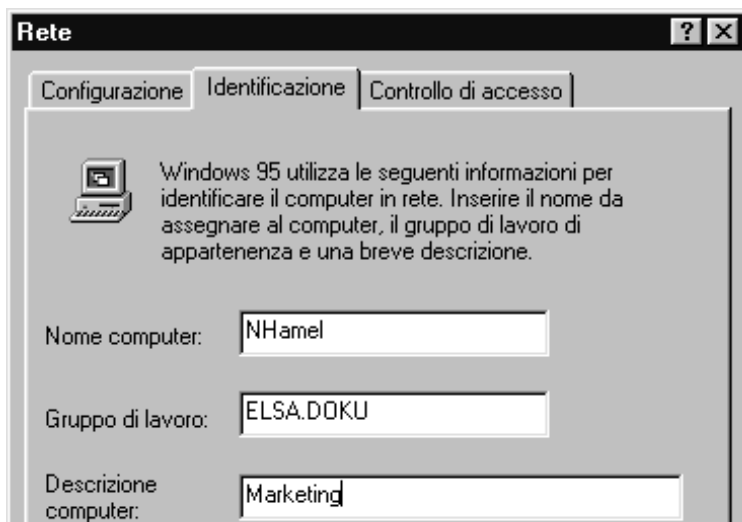 Rete
Configurazione Identificazione Controllo di accesso
Windows 95 utilizza le seguenti informazioni per
identificare il computer in rete. Inserire il nome da
assegnare al computer, il gruppo di lavoro di
appartenenza e una breve descrizione.
Nome computer: NHamel
Gruppo di lavoro: ELSA.DOKU
Descrizione
computer: Marketing